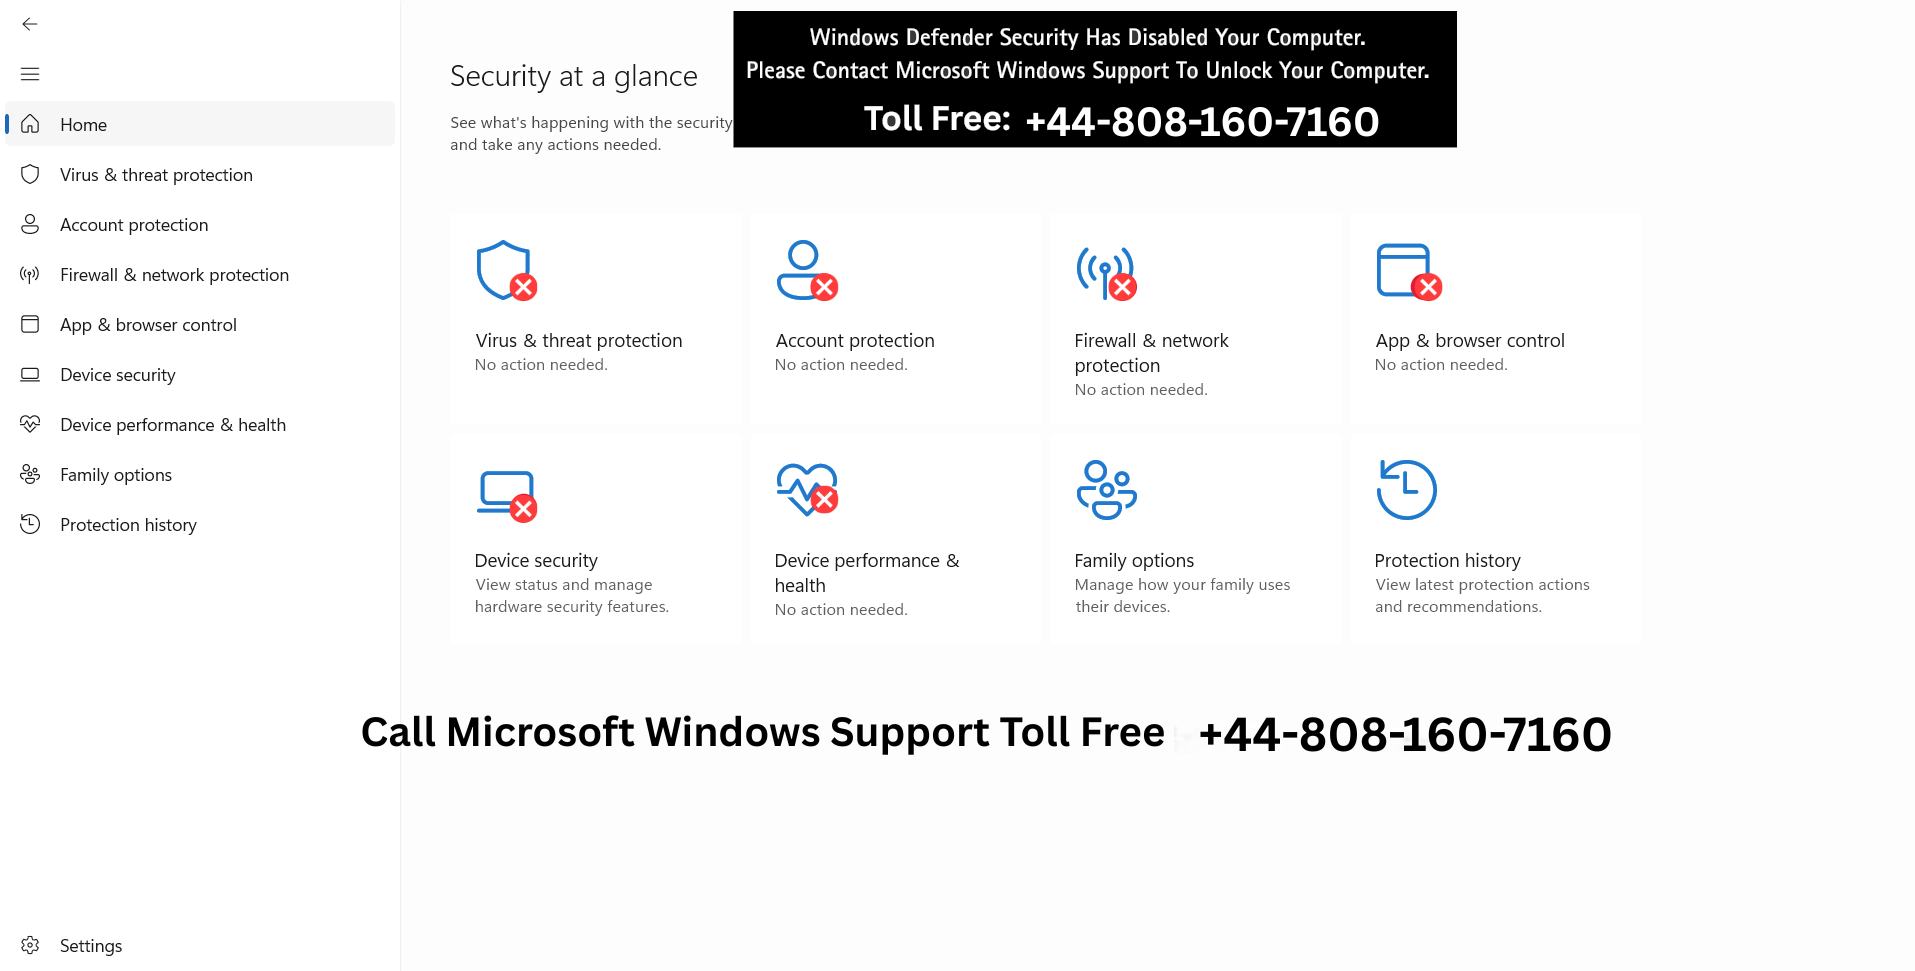 Home
Virus & threat protection
Account protection
Firewall & network protection
App & browser control
Device security
Device performance & health
Family options
Protection history
Settings
Security at a glance
See what's happening with the security
and take any actions needed.
Windows Defender Security Has Disabled Your Computer.
Please Contact Microsoft Windows Support To Unlock Your Computer.
Toll Free: +44-808-160-7160
Virus & threat protection
No action needed.
Account protection
No action needed.
Firewall & network
protection
No action needed.
App & browser control
No action needed.
Device security
View status and manage
hardware security features.
Device performance &
health
No action needed.
Family options
Manage how your family uses
their devices.
Protection history
View latest protection actions
and recommendations.
Call Microsoft Windows Support Toll Free +44-808-160-7160